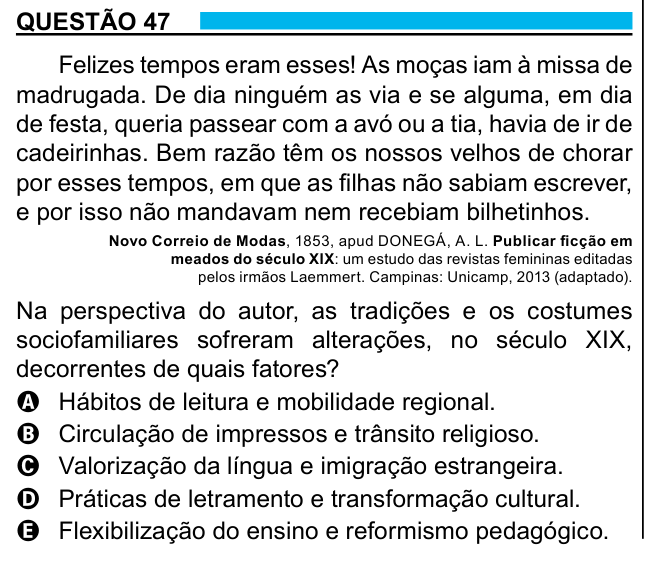 QUESTÃO 47
Felizes tempos eram esses! As moças iam à missa de
madrugada. De dia ninguém as via e se alguma, em dia
de festa, queria passear com a avó ou a tia, havia de ir de
cadeirinhas. Bem razão têm os nossos velhos de chorar
por esses tempos, em que as filhas não sabiam escrever,
e por isso não mandavam nem recebiam bilhetinhos.
Novo Correio de Modas, 1853, apud DONEGÁ, A. L. Publicar ficção em
meados do século XIX: um estudo das revistas femininas editadas
pelos irmãos Laemmert. Campinas: Unicamp, 2013 (adaptado).
Na perspectiva do autor, as tradições e os costumes
sociofamiliares sofreram alterações, no século XIX,
decorrentes de quais fatores?
A Hábitos de leitura e mobilidade regional.
B Circulação de impressos e trânsito religioso.
C Valorização da língua e imigração estrangeira.
D Práticas de letramento e transformação cultural.
E Flexibilização do ensino e reformismo pedagógico.